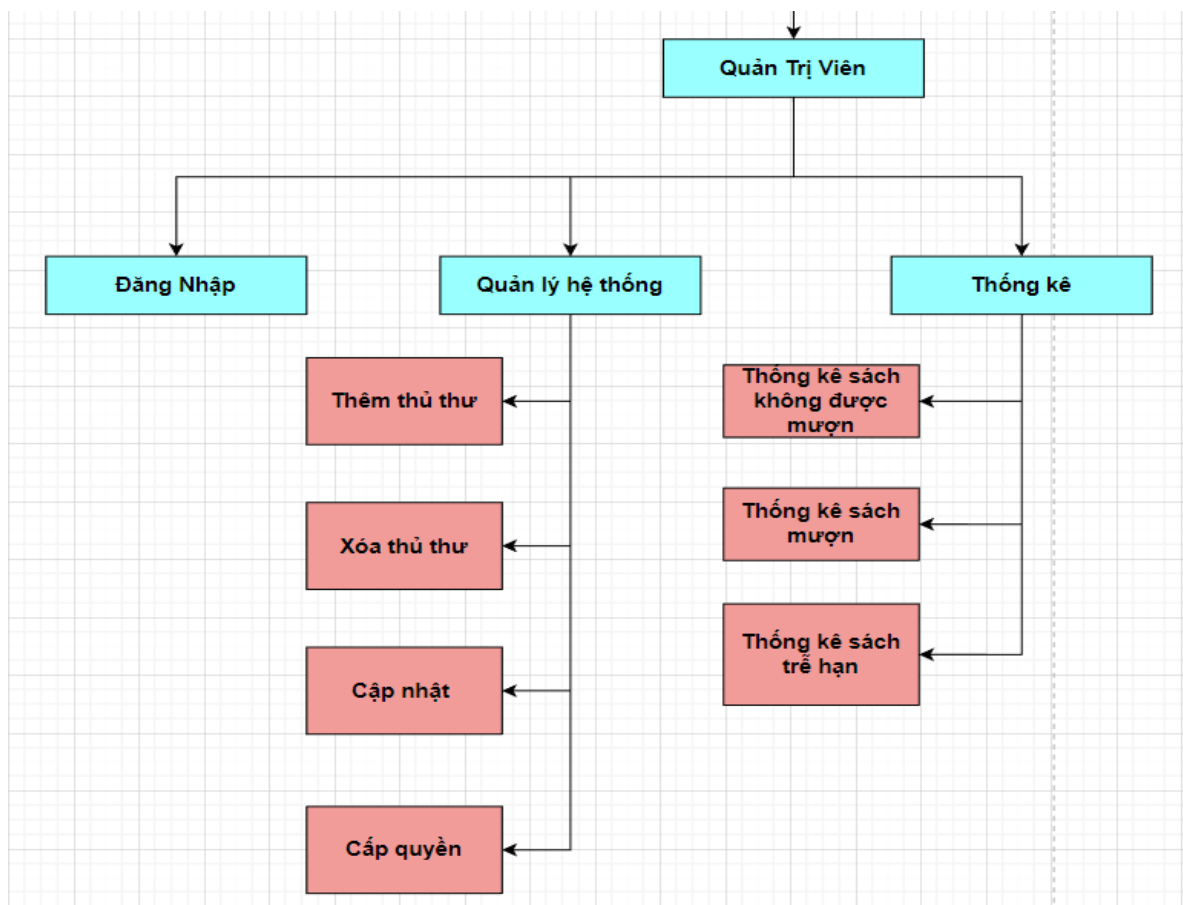 Quản Trị Viên
Đăng Nhập
Quản lý hệ thống
Thống kê
Thêm thủ thư
Xóa thủ thư
Cập nhật
Cấp quyền
Thống kê sách
không được
mượn
Thống kê sách
mượn
Thống kê sách
trễ hạn